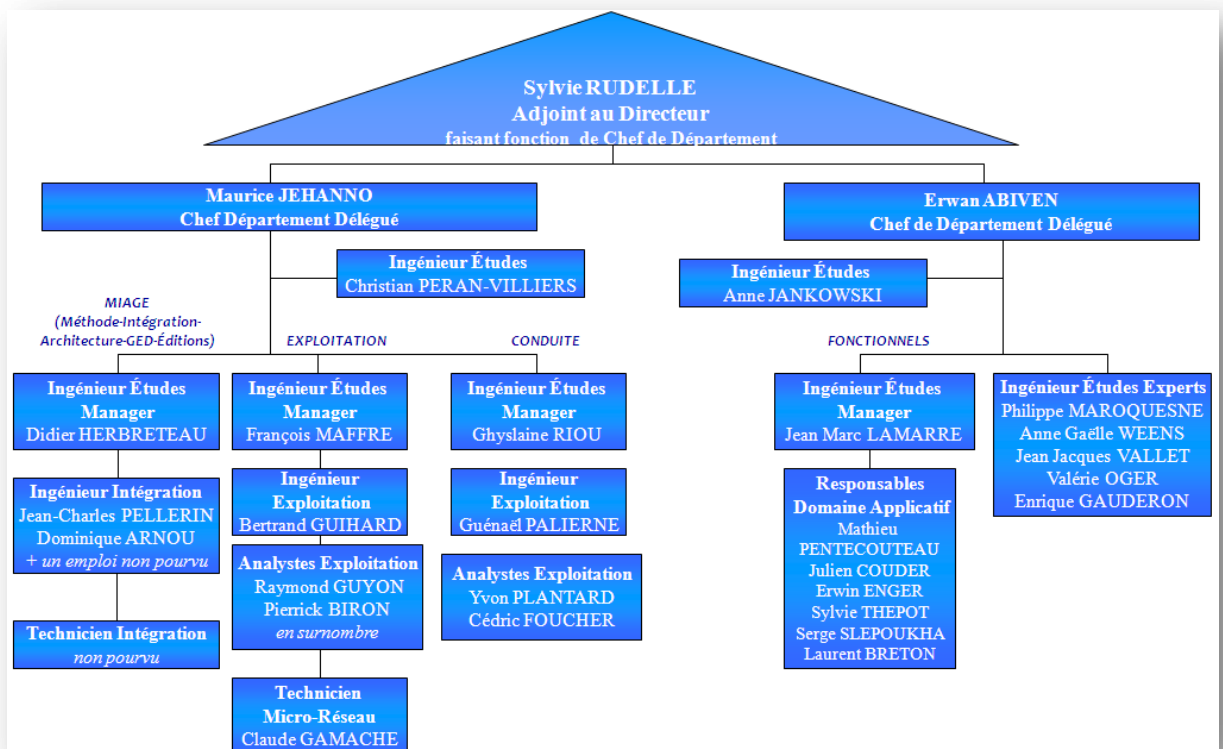 Sylvie RUDELLE
Adjoint au Directeur
faisant fonction de Chef de Département
Maurice JEHANNO
Chef Département Délégué
Erwan ABIVEN
Chef de Département Délégué
Ingénieur Études
Christian PERAN-VILLIERS
Ingénieur Études
Anne JANKOWSKI
MIAGE
(Méthode-Intégration-
Architecture-GED-Éditions)
EXPLOITATION
CONDUITE
FONCTIONNELS
Ingénieur Études
Manager
Didier HERBRETEAU
Ingénieur Études
Manager
François MAFFRE
Ingénieur Études
Manager
Ghyslaine RIOU
Ingénieur Études
Manager
Jean Marc LAMARRE
Ingénieur Études Experts
Philippe MAROQUESNE
Anne Gaëlle WEENS
Jean Jacques VALLET
Valérie OGER
Enrique GAUDERON
Ingénieur Intégration
Jean-Charles PELLERIN
Dominique ARNOU
+ un emploi non pourvu
Ingénieur
Exploitation
Bertrand GUIHARD
Ingénieur
Exploitation
Guénaël PALIERNE
Responsables
Domaine Applicatif
Mathieu
PENTECOUTEAU
Julien COUDER
Erwin ENGER
Sylvie THEPOT
Serge SLEPOUKHA
Laurent BRETON
Analystes Exploitation
Raymond GUYON
Pierrick BIRON
en surnombre
Analystes Exploitation
Yvon PLANTARD
Cédric FOUCHER
Technicien Intégration
non pourvu
Technicien
Micro-Réseau
Claude GAMACHE